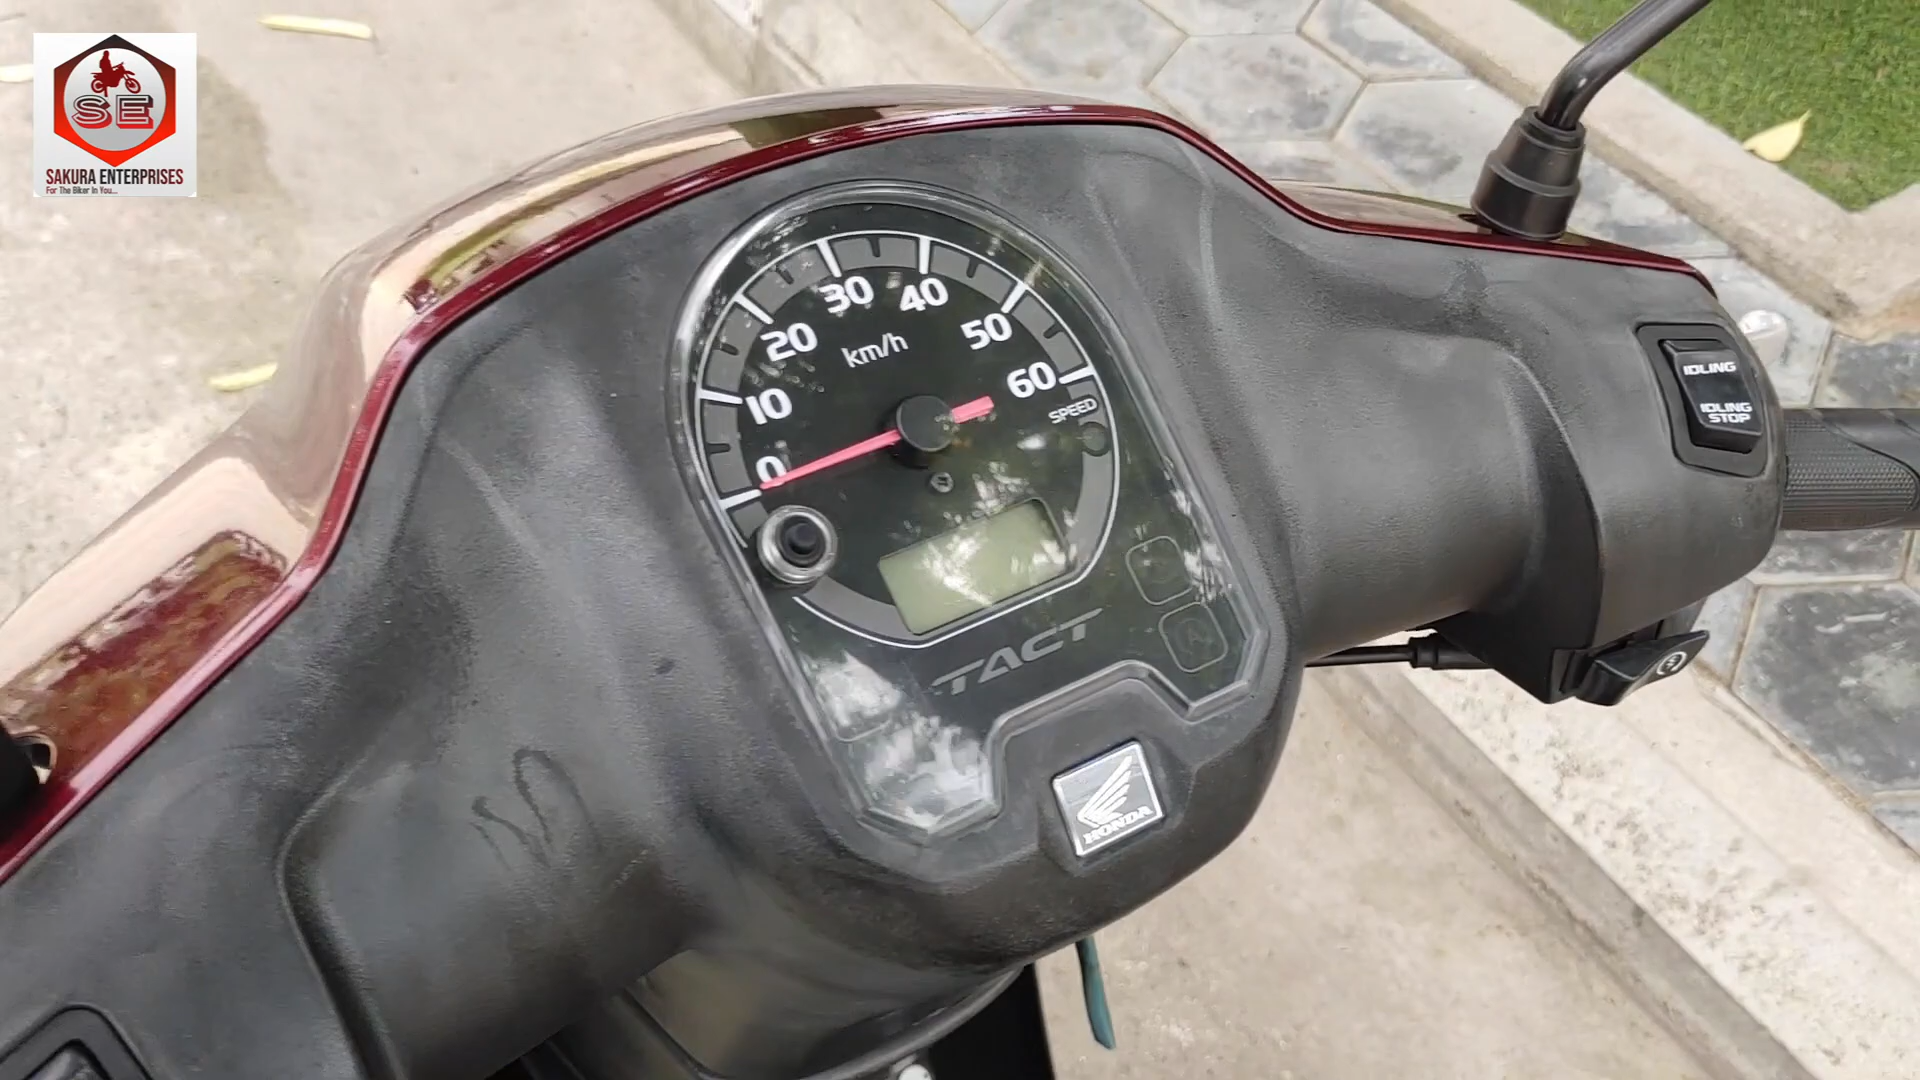 SE
SAKURA ENTERPRISES
For The Biker In You...
0
10
20
30
40
50
60
km/h
SPEED
TACT
HONDA
IDLING
IDLING
STOP
A